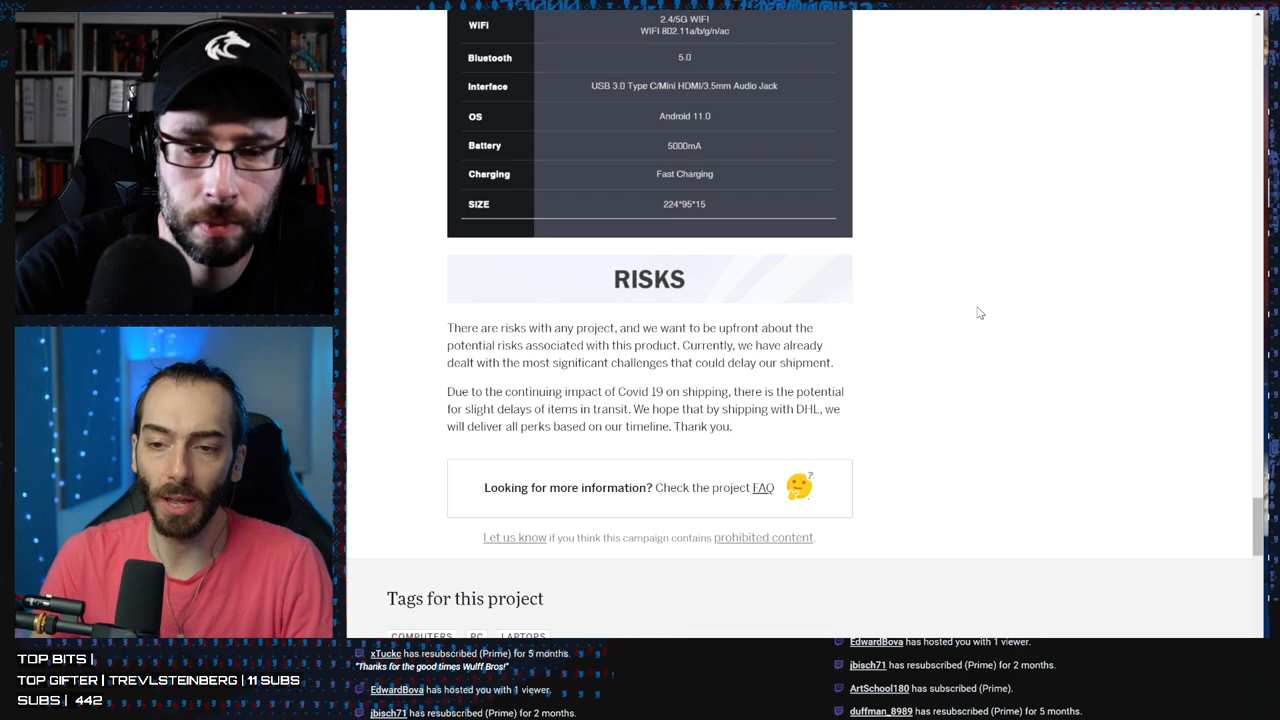 WIFI
2.4/5G WIFI
WIFI 802.11a/b/g/n/ac
Bluetooth 5.0
Interface USB 3.0 Type C/Mini HDMI/3.5mm Audio Jack
OS Android 11.0
Battery 5000mA
Charging Fast Charging
SIZE 224*95*15
RISKS
There are risks with any project, and we want to be upfront about the
potential risks associated with this product. Currently, we have already
dealt with the most significant challenges that could delay our shipment.
Due to the continuing impact of Covid 19 on shipping, there is the potential
for slight delays of items in transit. We hope that by shipping with DHL, we
will deliver all perks based on our timeline. Thank you.
Looking for more information? Check the project FAQ
Let us know if you think this campaign contains prohibited content.
Tags for this project
COMPUTERS PC LAPTOPS
TOP BITS |
TOP GIFTER | TREVLSTEINBERG | 11 SUBS
SUBS | 442
xTuckc has resubscribed (Prime) for 5 months.
"Thanks for the good times Wulff Bros!"
EdwardBova has hosted you with 1 viewer.
jbisch71 has resubscribed (Prime) for 2 months.
EdwardBova has hosted you with 1 viewer.
jbisch71 has resubscribed (Prime) for 2 months.
ArtSchool180 has subscribed (Prime).
duffman_8989 has resubscribed (Prime) for 5 months.